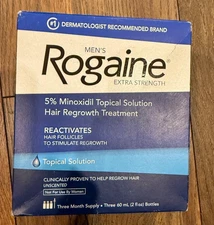 #1 DERMATOLOGIST RECOMMENDED BRAND
MEN'S
Rogaine
EXTRA STRENGTH
5% Minoxidil Topical Solution
Hair Regrowth Treatment
REACTIVATES
HAIR FOLLICLES
TO STIMULATE REGROWTH
Topical Solution
CLINICALLY PROVEN TO HELP REGROW HAIR
UNSCENTED
Not For Use By Women
Three Month Supply • Three 60 mL (2 fl oz) Bottles